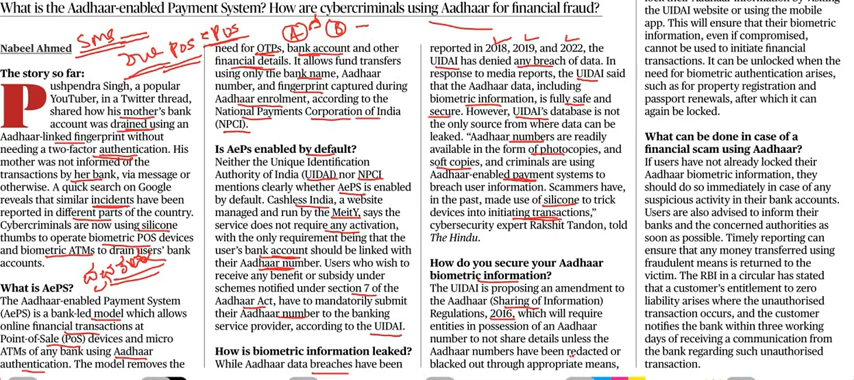 What is the Aadhaar-enabled Payment System? How are cybercriminals using Aadhaar for financial fraud?
SMS
POS ePOS
A B
Nabeel Ahmed
The story so far:
Pushpendra Singh, a popular
YouTuber, in a Twitter thread,
shared how his mother's bank
account was drained using an
Aadhaar-linked fingerprint without
needing a two-factor authentication. His
mother was not informed of the
transactions by her bank, via message or
otherwise. A quick search on Google
reveals that similar incidents have been
reported in different parts of the country.
Cybercriminals are now using silicone
thumbs to operate biometric POS devices
and biometric ATMs to drain users' bank
accounts.
What is AePS?
The Aadhaar-enabled Payment System
(AePS) is a bank-led model which allows
online financial transactions at
Point-of-Sale (PoS) devices and micro
ATMs of any bank using Aadhaar
authentication. The model removes the
need for OTPs, bank account and other
financial details. It allows fund transfers
using only the bank name, Aadhaar
number, and fingerprint captured during
Aadhaar enrolment, according to the
National Payments Corporation of India
(NPCI).
Is AePS enabled by default?
Neither the Unique Identification
Authority of India (UIDAI) nor NPCI
mentions clearly whether AePS is enabled
by default. Cashless India, a website
managed and run by the MeitY, says the
service does not require any activation,
with the only requirement being that the
user's bank account should be linked with
their Aadhaar number. Users who wish to
receive any benefit or subsidy under
schemes notified under section 7 of the
Aadhaar Act, have to mandatorily submit
their Aadhaar number to the banking
service provider, according to the UIDAI.
How is biometric information leaked?
While Aadhaar data breaches have been
reported in 2018, 2019, and 2022, the
UIDAI has denied any breach of data. In
response to media reports, the UIDAI said
that the Aadhaar data, including
biometric information, is fully safe and
secure. However, UIDAI's database is not
the only source from where data can be
leaked. "Aadhaar numbers are readily
available in the form of photocopies, and
soft copies, and criminals are using
Aadhaar-enabled payment systems to
breach user information. Scammers have,
in the past, made use of silicone to trick
devices into initiating transactions,"
cybersecurity expert Rakshit Tandon, told
The Hindu.
How do you secure your Aadhaar
biometric information?
The UIDAI is proposing an amendment to
the Aadhaar (Sharing of Information)
Regulations, 2016, which will require
entities in possession of an Aadhaar
number to not share details unless the
Aadhaar numbers have been redacted or
blacked out through appropriate means,
the UIDAI website or using the mobile
app. This will ensure that their biometric
information, even if compromised,
cannot be used to initiate financial
transactions. It can be unlocked when the
need for biometric authentication arises,
such as for property registration and
passport renewals, after which it can
again be locked.
What can be done in case of a
financial scam using Aadhaar?
If users have not already locked their
Aadhaar biometric information, they
should do so immediately in case of any
suspicious activity in their bank accounts.
Users are also advised to inform their
banks and the concerned authorities as
soon as possible. Timely reporting can
ensure that any money transferred using
fraudulent means is returned to the
victim. The RBI in a circular has stated
that a customer's entitlement to zero
liability arises where the unauthorised
transaction occurs, and the customer
notifies the bank within three working
days of receiving a communication from
the bank regarding such unauthorised
transaction.